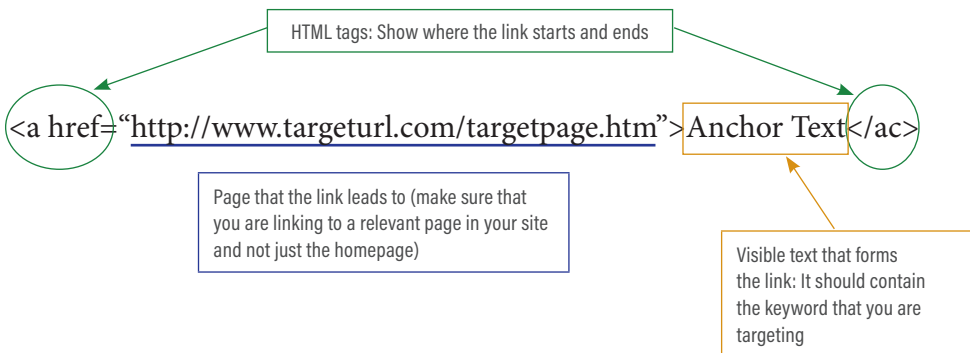 HTML tags: Show where the link starts and ends
<a href=“http://www.targeturl.com/targetpage.htm”>Anchor Text</ac>
Page that the link leads to (make sure that
you are linking to a relevant page in your site
and not just the homepage)
Visible text that forms
the link: It should contain
the keyword that you are
targeting